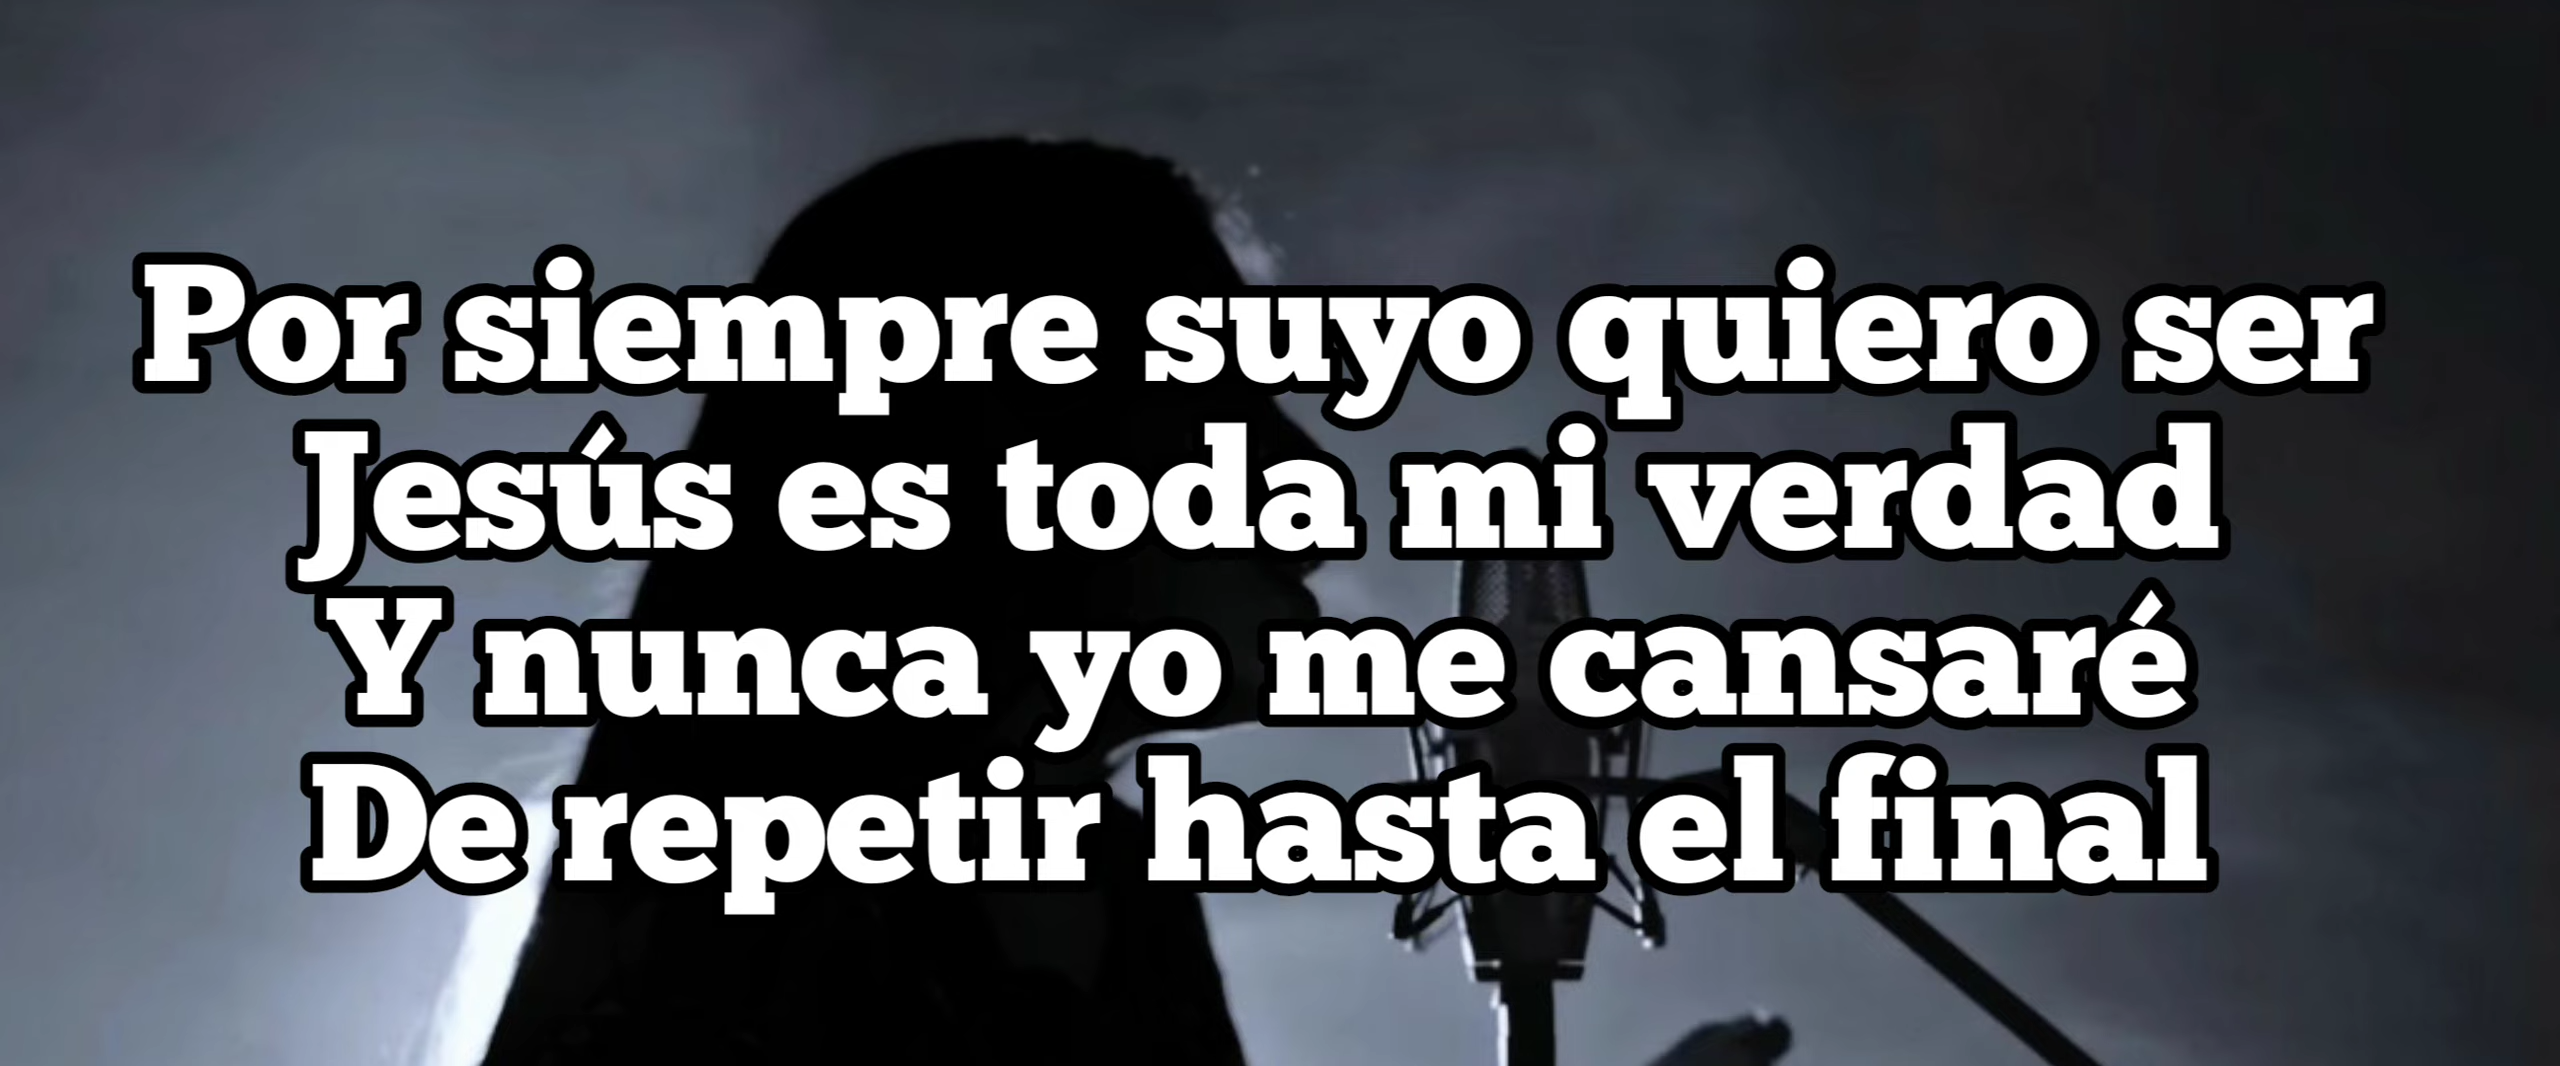 Por siempre suyo quiero ser
Jesús es toda mi verdad
Y nunca yo me cansaré
De repetir hasta el final